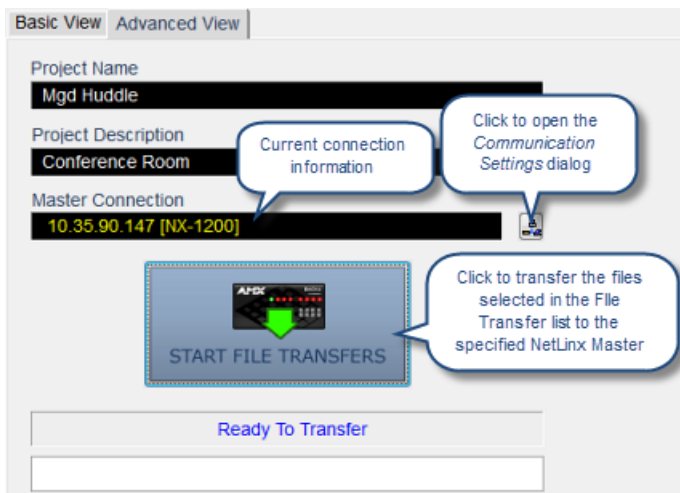 Basic View Advanced View
Project Name
Mgd Huddle
Project Description
Conference Room
Current connection
information
Click to open the
Communication
Settings dialog
Master Connection
10.35.90.147 [NX-1200]
AMX
START FILE TRANSFERS
Click to transfer the files
selected in the FIle
Transfer list to the
specified NetLinx Master
Ready To Transfer